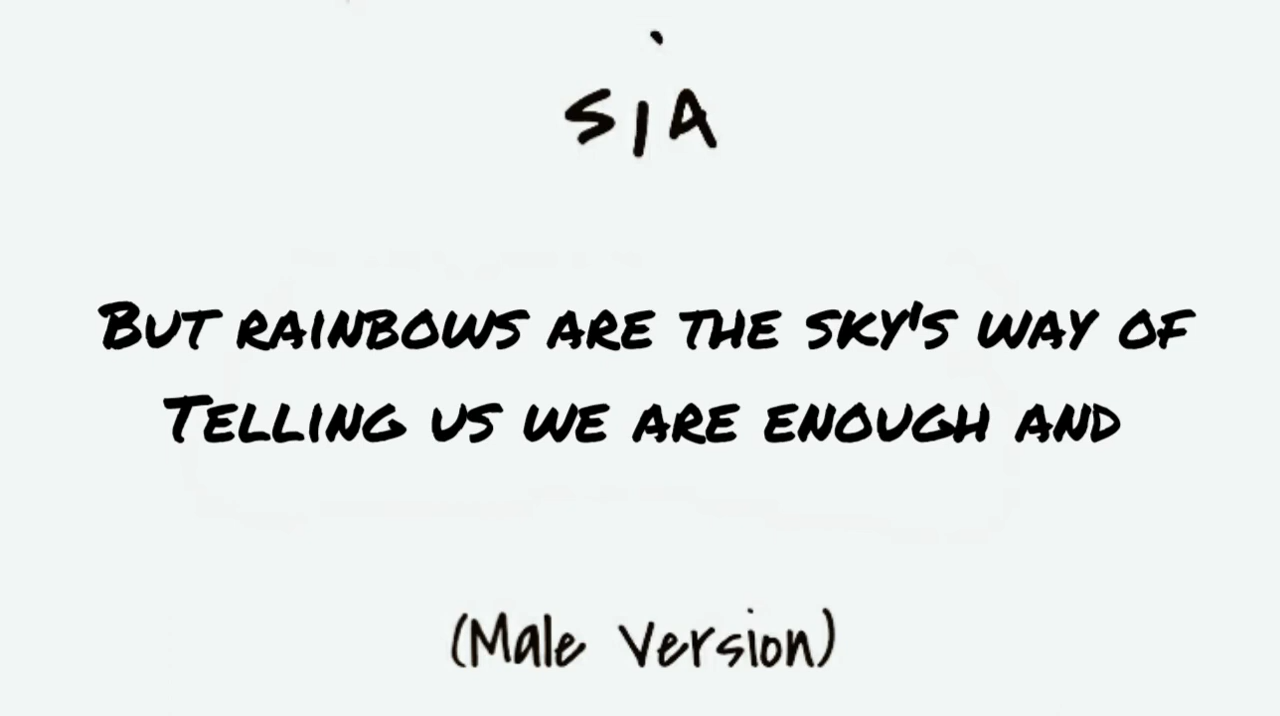 SiA
But rainbows are the sky's way of
Telling us we are enough and
(Male Version)